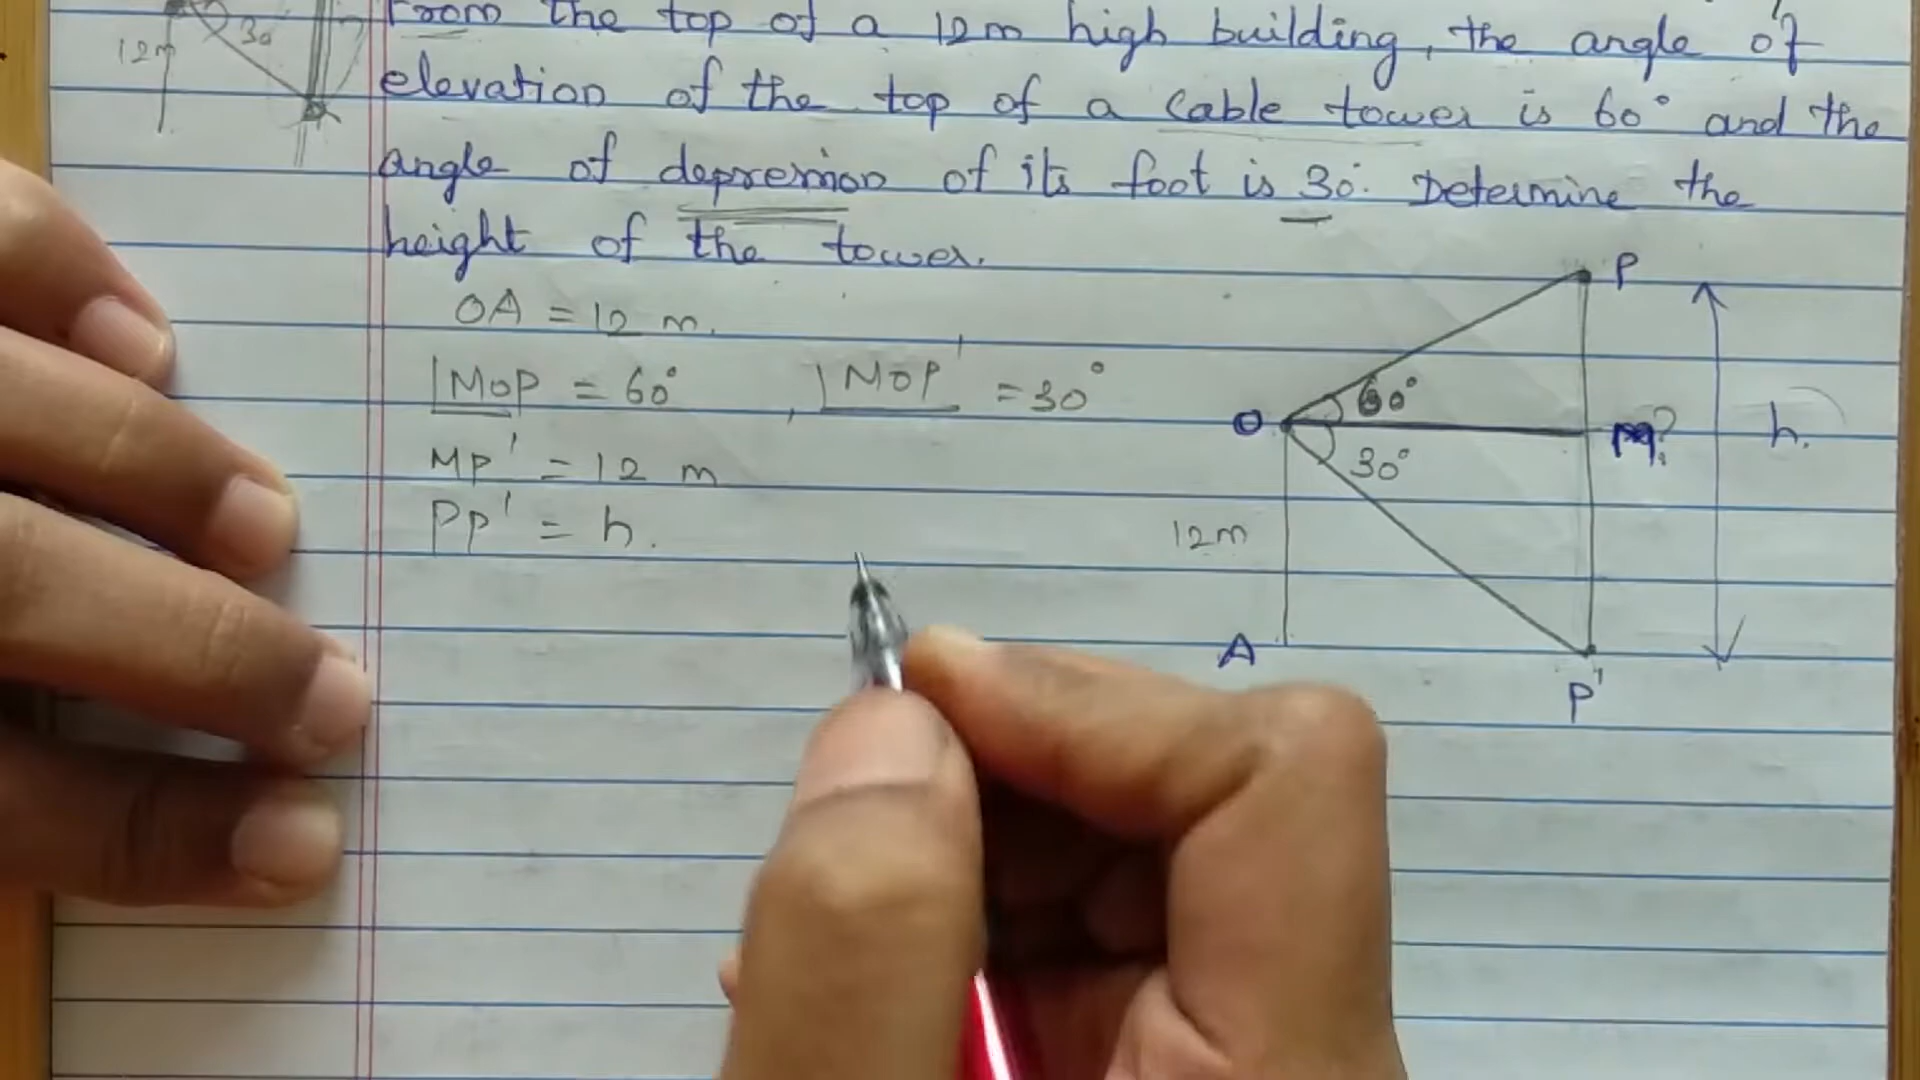 12m
30
From the top of a 12m high building, the angle of
elevation of the top of a cable tower is 60° and the
angle of depression of its foot is 30°. Determine the
height of the tower.
OA = 12 m.
∠MOP = 60°, ∠MOP' = 30°
MP' = 12 m
PP' = h.
P
60°
O
M?
h.
30°
12m
A
P'